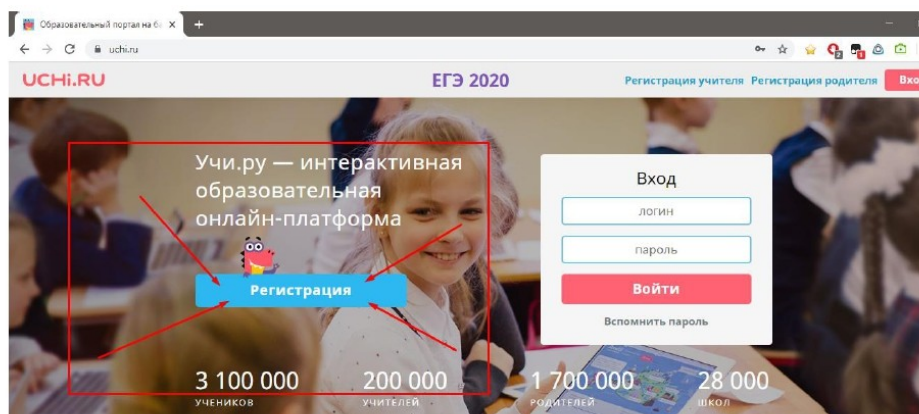 Образовательный портал на б
uchi.ru
UCHi.RU
ЕГЭ 2020
Регистрация учителя Регистрация родителя
Учи.ру — интерактивная
образовательная
онлайн-платформа
Регистрация
Вход
логин
пароль
Войти
Вспомнить пароль
3 100 000
УЧЕНИКОВ
200 000
УЧИТЕЛЕЙ
1 700 000
РОДИТЕЛЕЙ
28 000
ШКОЛ